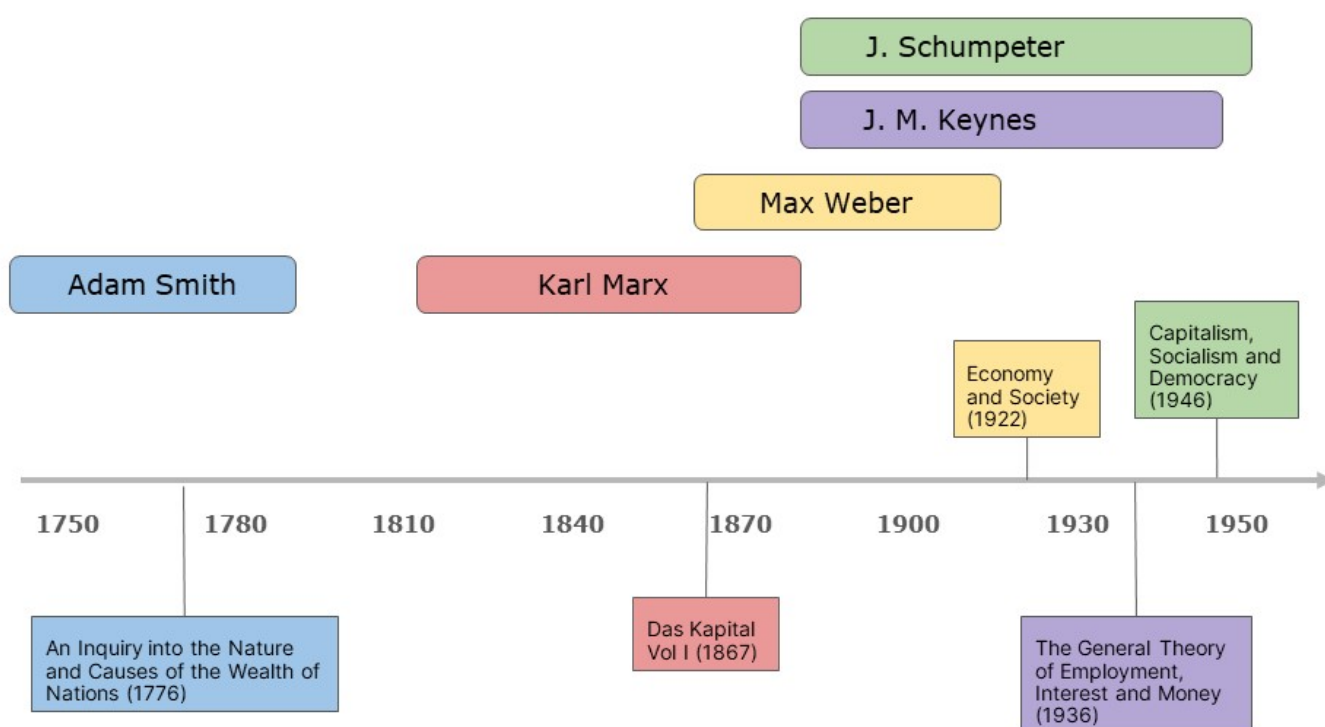 J. Schumpeter
J. M. Keynes
Max Weber
Adam Smith
Karl Marx
Capitalism,
Socialism and
Democracy
(1946)
Economy
and Society
(1922)
1750 1780 1810 1840 1870 1900 1930 1950
An Inquiry into the Nature
and Causes of the Wealth of
Nations (1776)
Das Kapital
Vol I (1867)
The General Theory
of Employment,
Interest and Money
(1936)